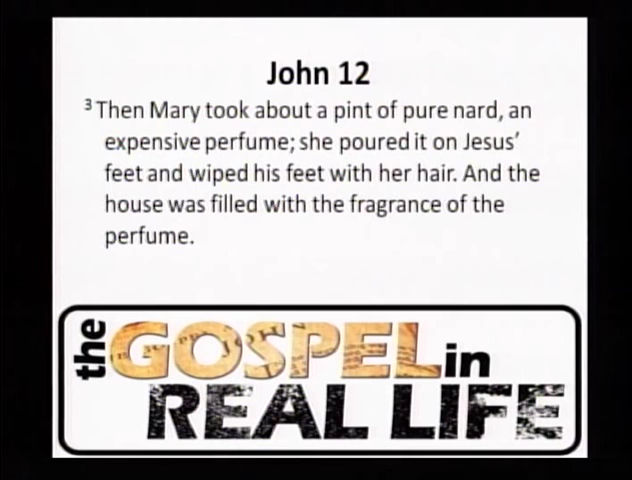 John 12
3 Then Mary took about a pint of pure nard, an
expensive perfume; she poured it on Jesus'
feet and wiped his feet with her hair. And the
house was filled with the fragrance of the
perfume.
the GOSPEL in
REAL LIFE